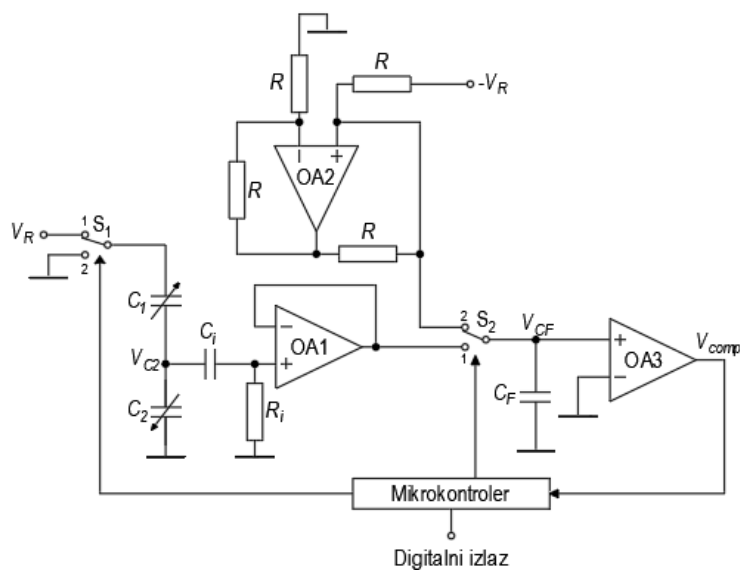 R
R
-V_R
OA2
R
R
V_R
1
S_1
2
C_1
V_C2
C_i
OA1
C_2
R_i
2
S_2
1
V_CF
C_F
OA3
V_comp
Mikrokontroler
Digitalni izlaz